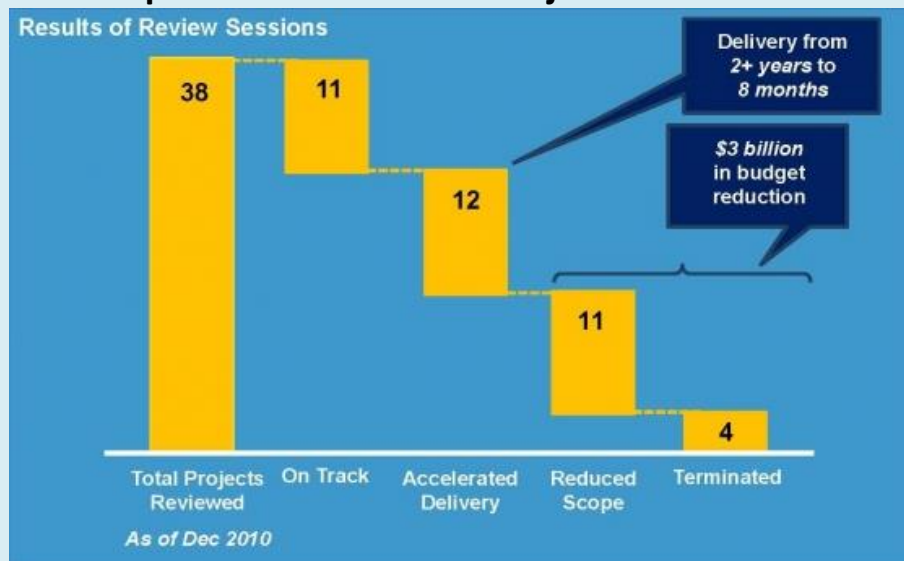 Results of Review Sessions
Delivery from
2+ years to
8 months
$3 billion
in budget
reduction
38
11
12
11
4
Total Projects
Reviewed
On Track
Accelerated
Delivery
Reduced
Scope
Terminated
As of Dec 2010